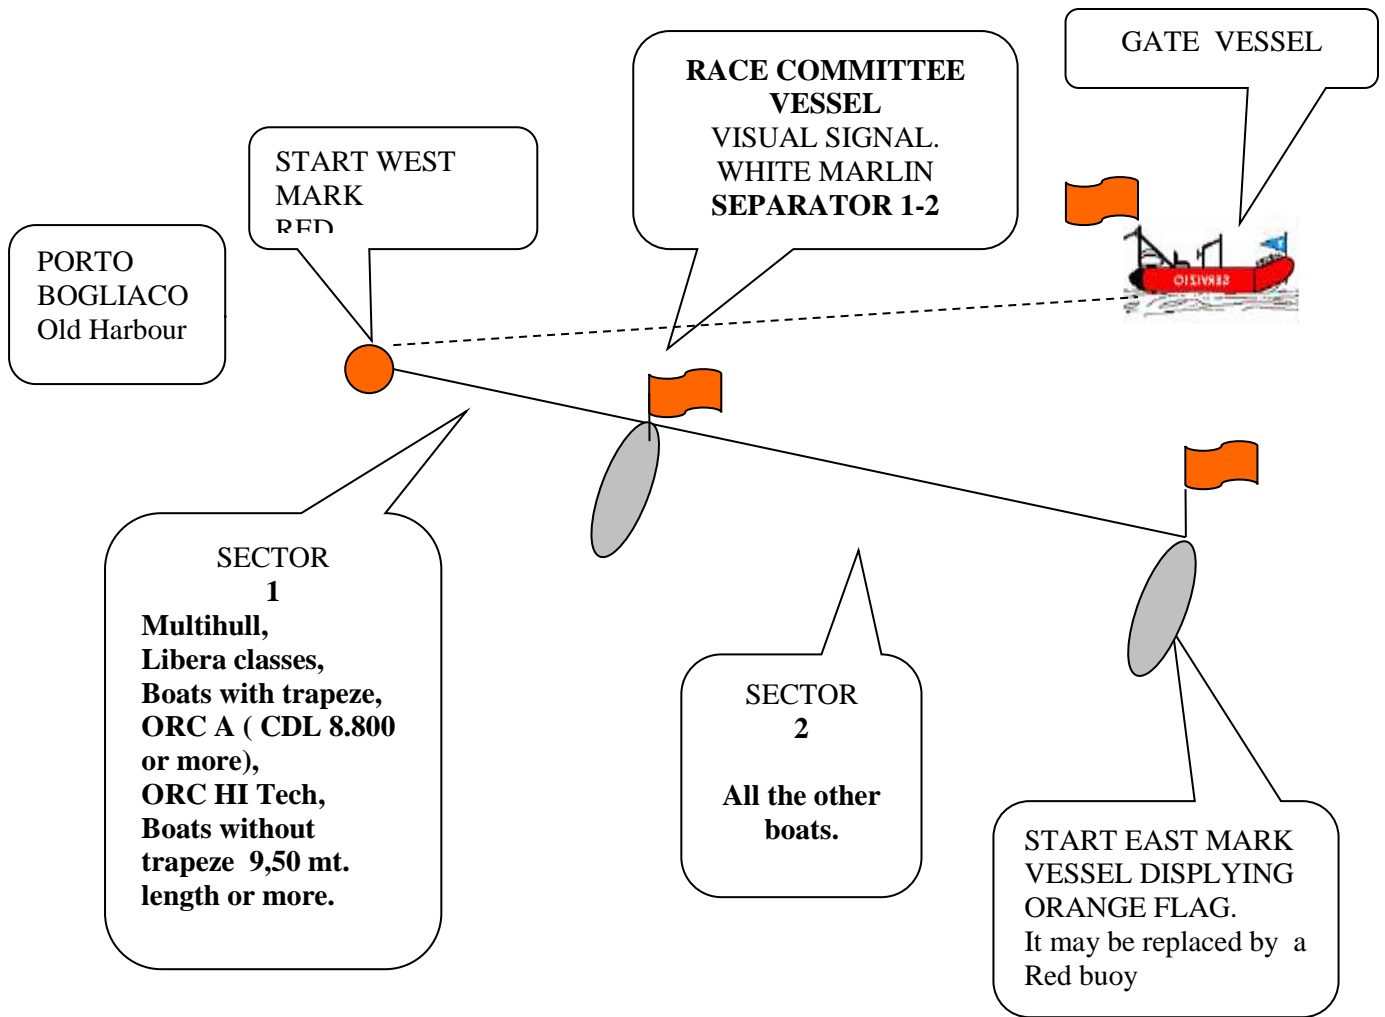 GATE VESSEL
RACE COMMITTEE
VESSEL
VISUAL SIGNAL.
WHITE MARLIN
SEPARATOR 1-2
START WEST
MARK
RED
PORTO
BOGLIACO
Old Harbour
SERVIZIO
SECTOR
1
Multihull,
Libera classes,
Boats with trapeze,
ORC A ( CDL 8.800
or more),
ORC HI Tech,
Boats without
trapeze 9,50 mt.
length or more.
SECTOR
2
All the other
boats.
START EAST MARK
VESSEL DISPLYING
ORANGE FLAG.
It may be replaced by a
Red buoy